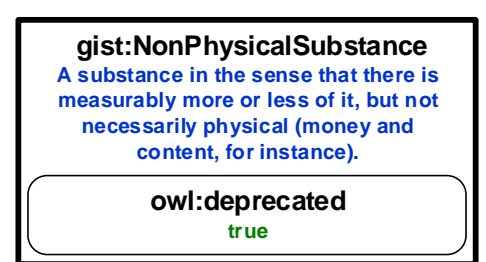 gist:NonPhysicalSubstance
A substance in the sense that there is
measurably more or less of it, but not
necessarily physical (money and
content, for instance).
owl:deprecated
true